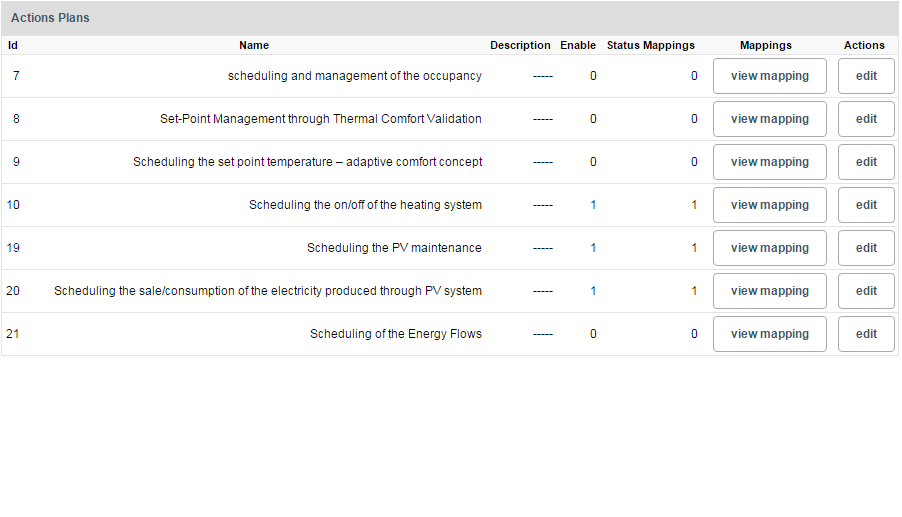 Actions Plans
Id Name Description Enable Status Mappings Mappings Actions
7 scheduling and management of the occupancy ----- 0 0 view mapping edit
8 Set-Point Management through Thermal Comfort Validation ----- 0 0 view mapping edit
9 Scheduling the set point temperature – adaptive comfort concept ----- 0 0 view mapping edit
10 Scheduling the on/off of the heating system ----- 1 1 view mapping edit
19 Scheduling the PV maintenance ----- 1 1 view mapping edit
20 Scheduling the sale/consumption of the electricity produced through PV system ----- 1 1 view mapping edit
21 Scheduling of the Energy Flows ----- 0 0 view mapping edit